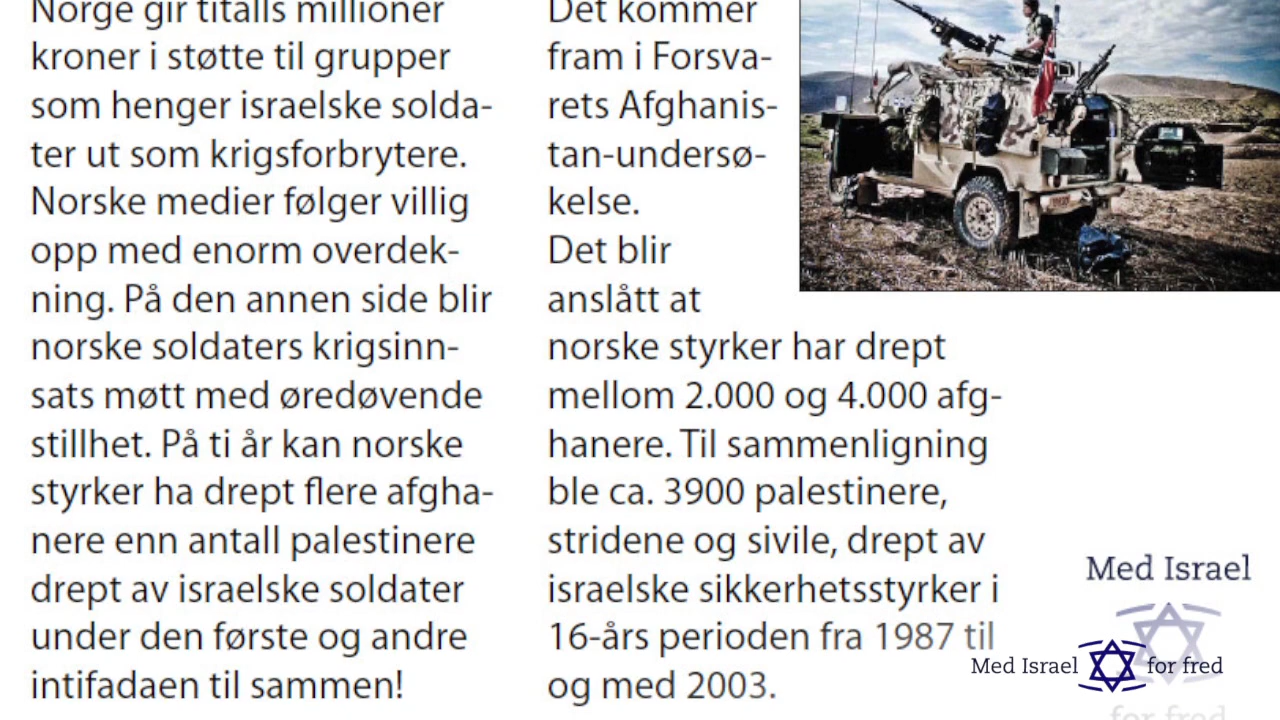 Norge gir titalls millioner
kroner i støtte til grupper
som henger israelske solda-
ter ut som krigsforbrytere.
Norske medier følger villig
opp med enorm overdek-
ning. På den annen side blir
norske soldaters krigsinn-
sats møtt med øredøvende
stillhet. På ti år kan norske
styrker ha drept flere afgha-
nere enn antall palestinere
drept av israelske soldater
under den første og andre
intifadaen til sammen!
Det kommer
fram i Forsva-
rets Afghanis-
tan-undersø-
kelse.
Det blir
anslått at
norske styrker har drept
mellom 2.000 og 4.000 afg-
hanere. Til sammenligning
ble ca. 3900 palestinere,
stridene og sivile, drept av
israelske sikkerhetsstyrker i
16-års perioden fra 1987 til
og med 2003.
Med Israel
Med Israel for fred
for fred